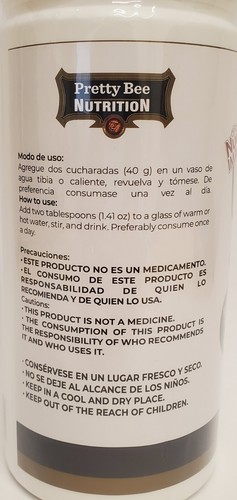 Pretty Bee
NUTRITION
Modo de uso:
Agregue dos cucharadas (40 g) en un vaso de
agua tibia o caliente, revuelva y tómese. De
preferencia consumase una vez al día.
How to use:
Add two tablespoons (1.41 oz) to a glass of warm or
hot water, stir, and drink. Preferably consume once
a day.
Precauciones:
• ESTE PRODUCTO NO ES UN MEDICAMENTO.
• EL CONSUMO DE ESTE PRODUCTO ES
RESPONSABILIDAD DE QUIEN LO
RECOMIENDA Y DE QUIEN LO USA.
Cautions:
• THIS PRODUCT IS NOT A MEDICINE.
• THE CONSUMPTION OF THIS PRODUCT IS
THE RESPONSIBILITY OF WHO RECOMMENDS
IT AND WHO USES IT.
• CONSÉRVESE EN UN LUGAR FRESCO Y SECO.
• NO SE DEJE AL ALCANCE DE LOS NIÑOS.
• KEEP IN A COOL AND DRY PLACE.
• KEEP OUT OF THE REACH OF CHILDREN.